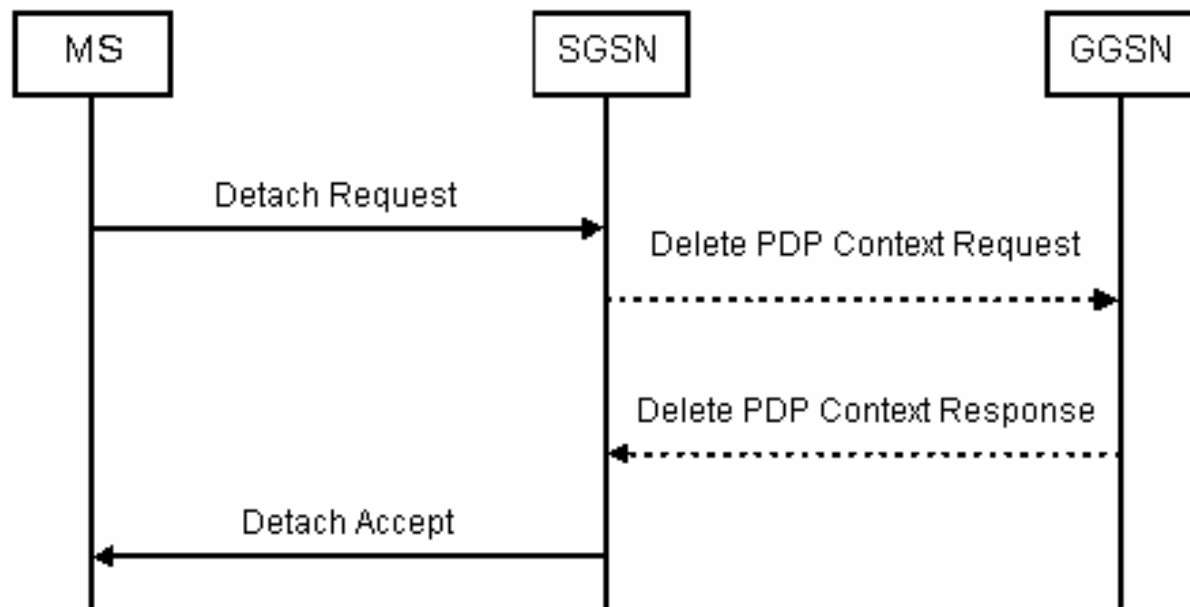 MS
SGSN
GGSN
Detach Request
Delete PDP Context Request
Delete PDP Context Response
Detach Accept